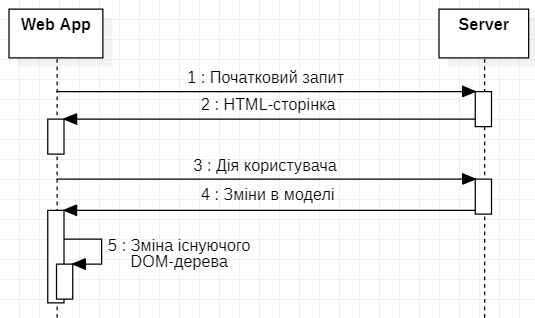 Web App
Server
1 : Початковий запит
2 : HTML-сторінка
3 : Дія користувача
4 : Зміни в моделі
5 : Зміна існуючого
DOM-дерева